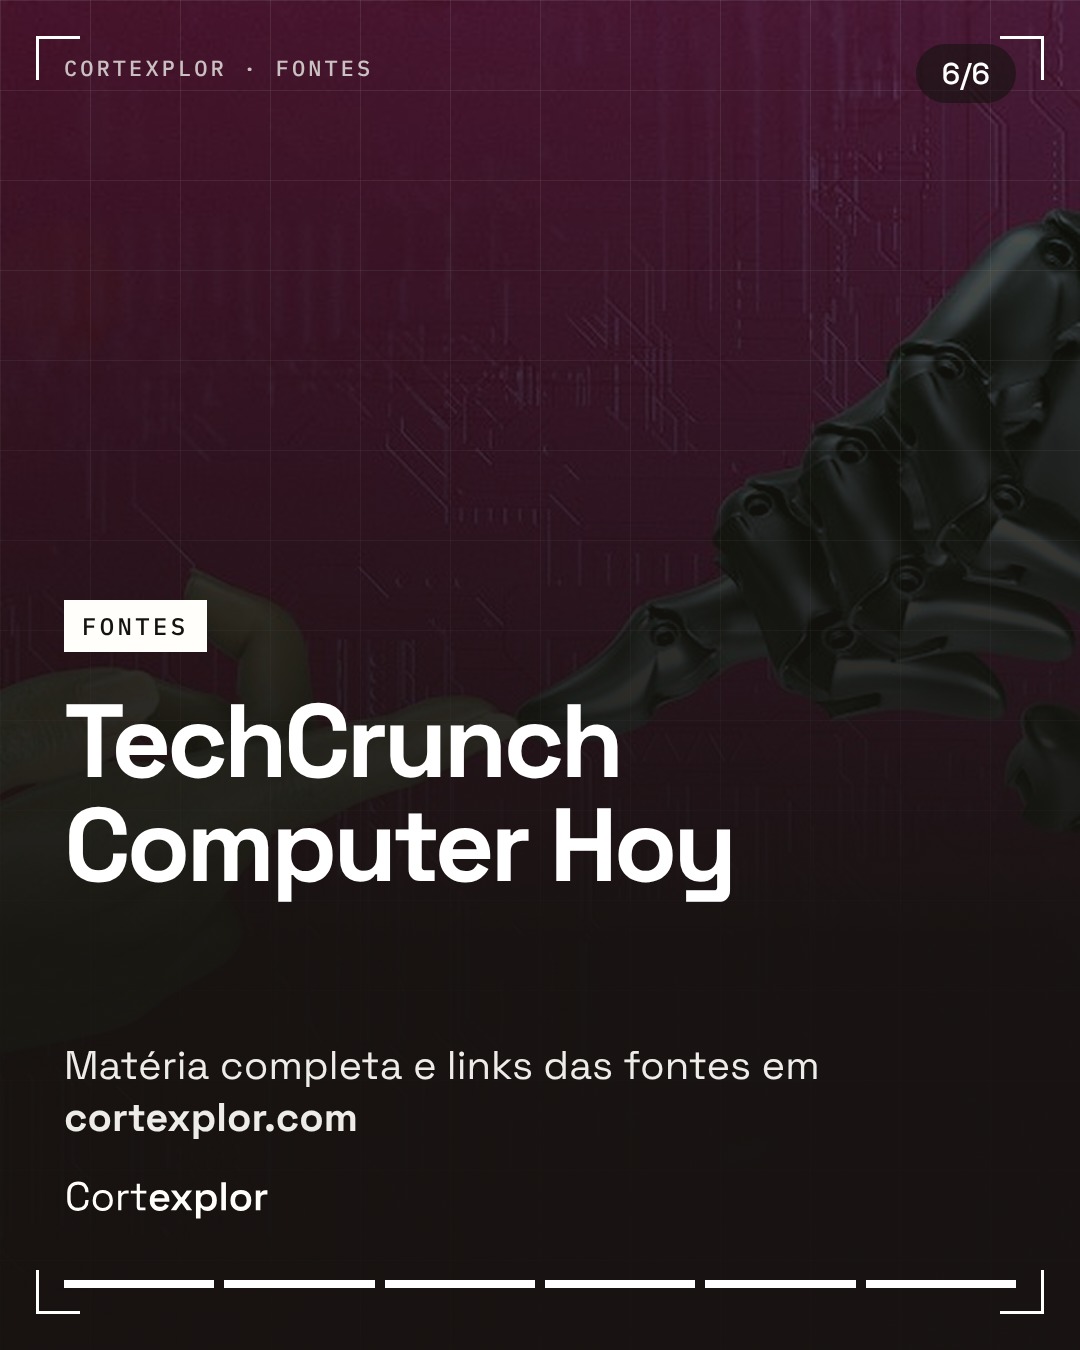 CORTEXPLOR · FONTES
6/6
FONTES
TechCrunch
Computer Hoy
Matéria completa e links das fontes em
cortexplor.com
Cortexplor